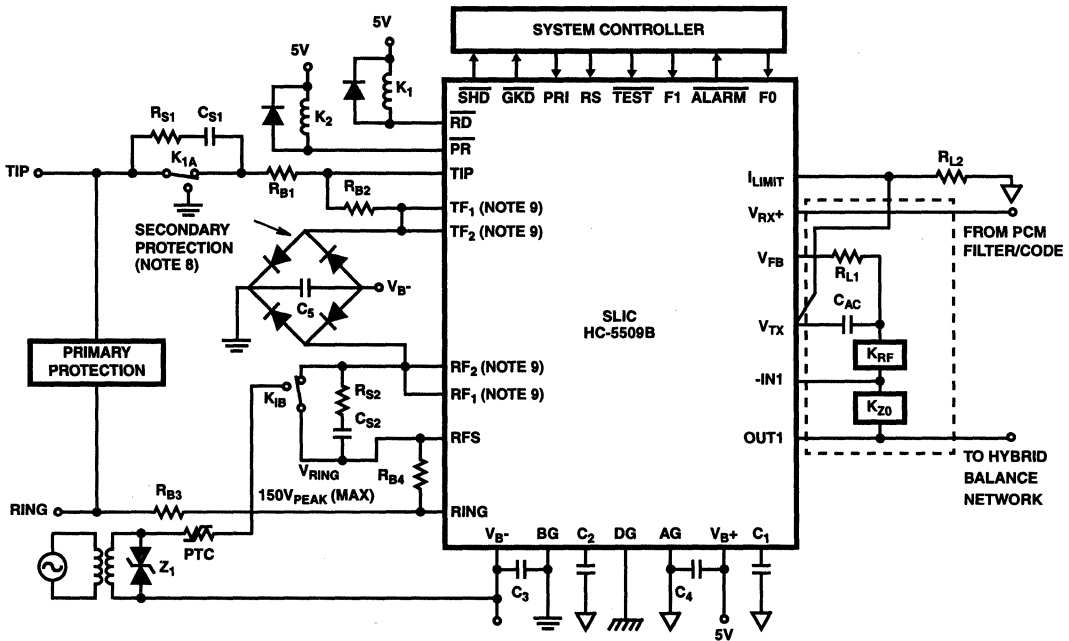 SYSTEM CONTROLLER
5V
5V
K1
K2
SHD GKD PRI RS TEST F1 ALARM F0
RD
PR
RS1 CS1
K1A
TIP
RB1
TIP
RB2
TF1 (NOTE 9)
TF2 (NOTE 9)
SECONDARY
PROTECTION
(NOTE 8)
VB-
C5
SLIC
HC-5509B
ILIMIT
RL2
VRX+
FROM PCM
FILTER/CODE
VFB
RL1
CAC
VTX
KRF
-IN1
KZ0
OUT1
TO HYBRID
BALANCE
NETWORK
PRIMARY
PROTECTION
RF2 (NOTE 9)
RF1 (NOTE 9)
KIB
RS2
CS2
RFS
VRING
RB4
150VPEAK (MAX)
RING
RB3
RING
PTC
Z1
VB- BG C2 DG AG VB+ C1
C3
C4
5V